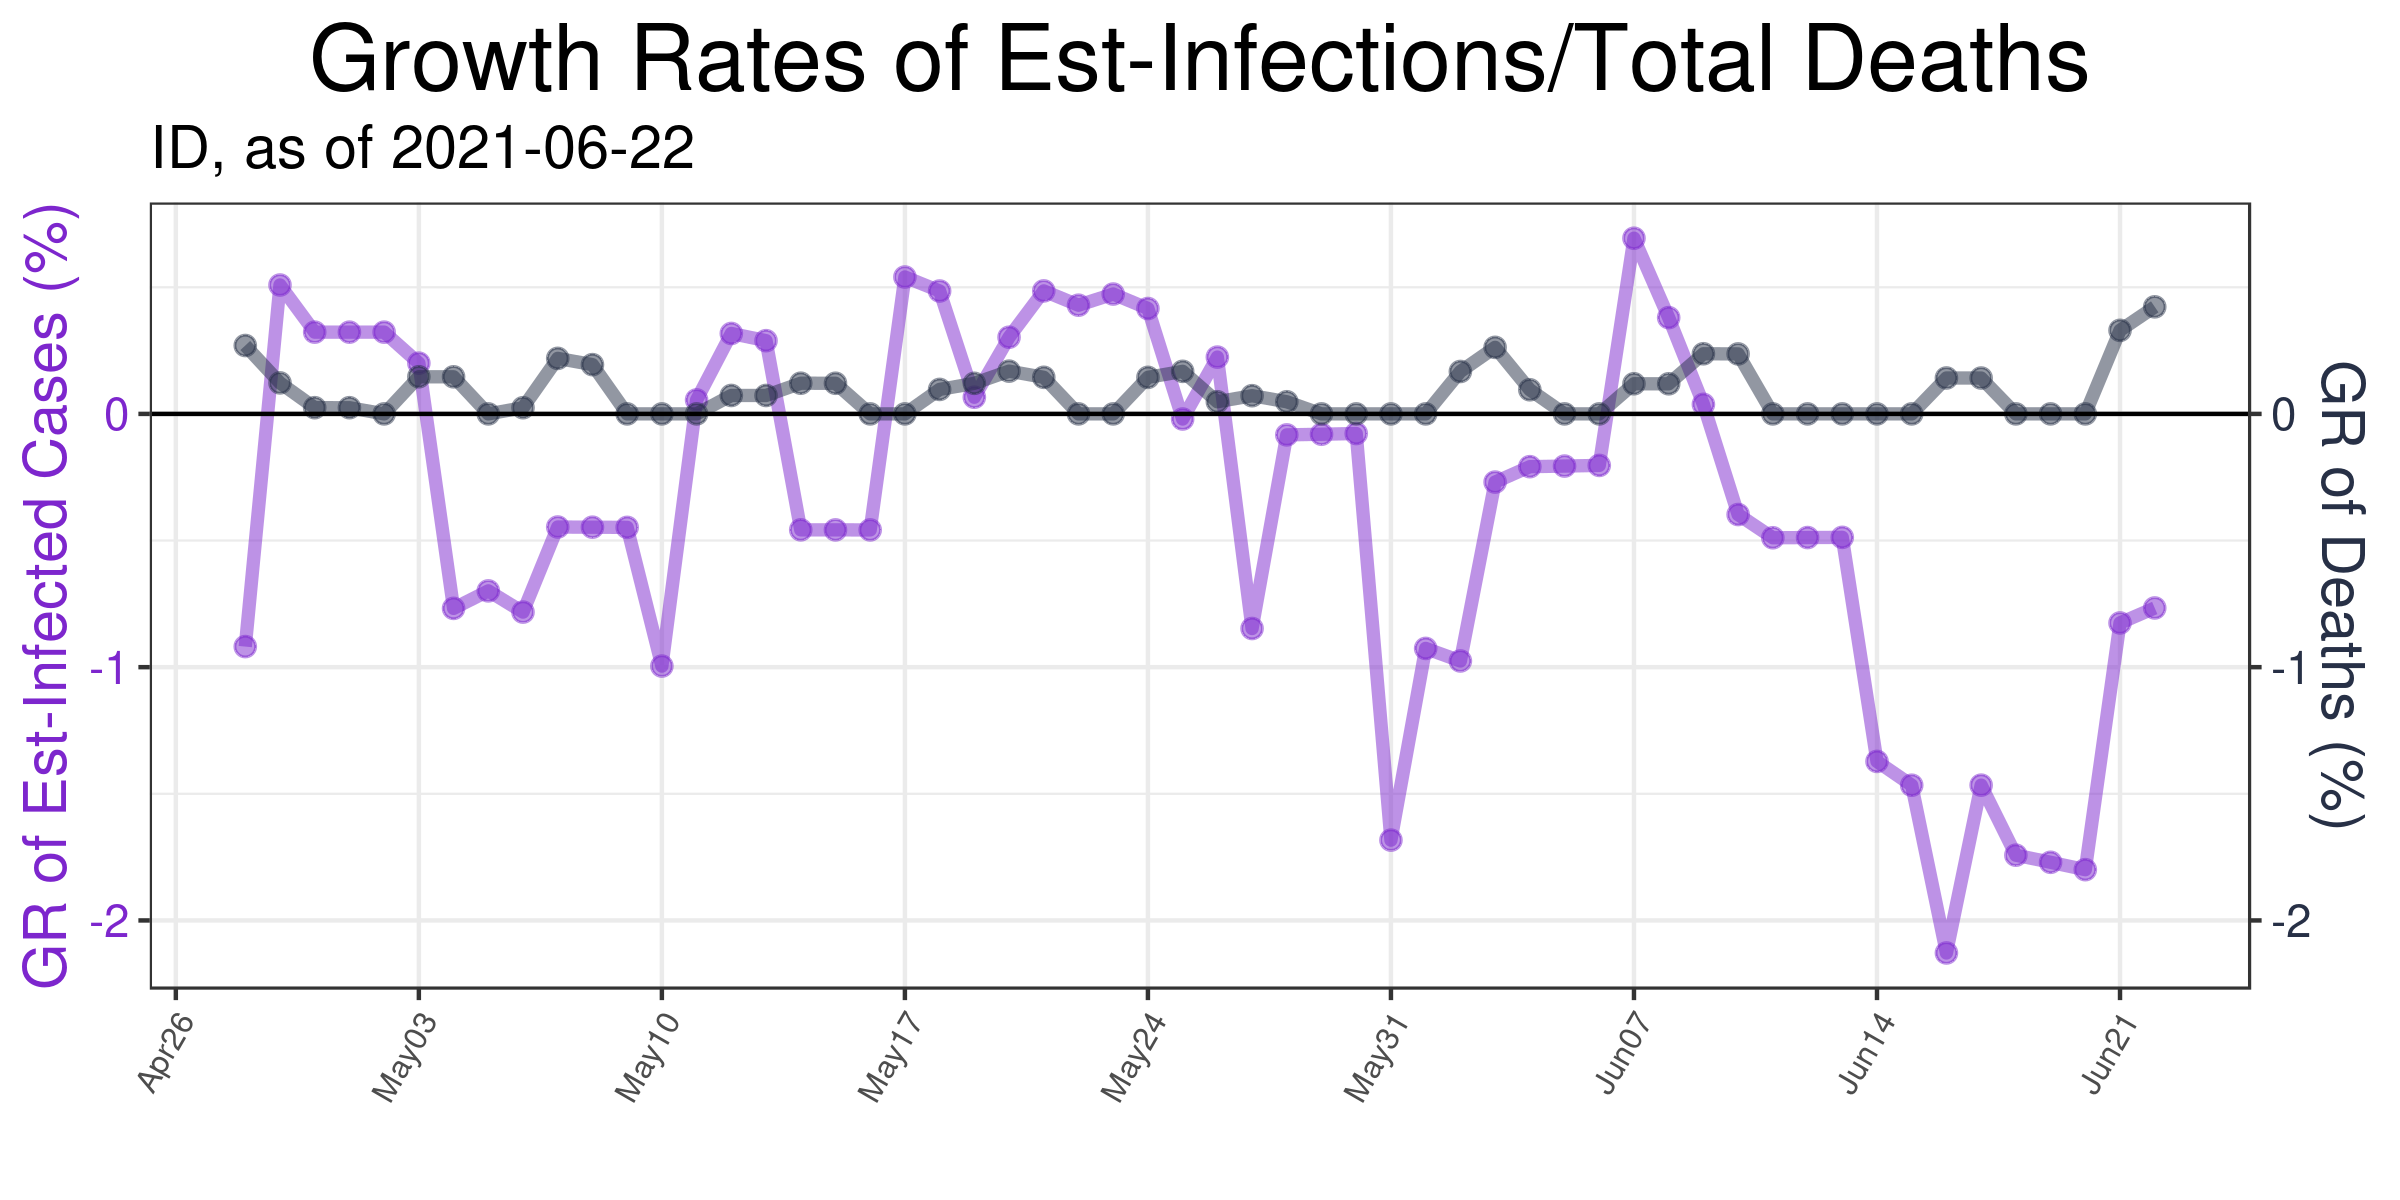 Growth Rates of Est-Infections/Total Deaths
ID, as of 2021-06-22
GR of Est-Infected Cases (%)
0
-1
-2
0
-1
-2
GR of Deaths (%)
Apr26
May03
May10
May17
May24
May31
Jun07
Jun14
Jun21